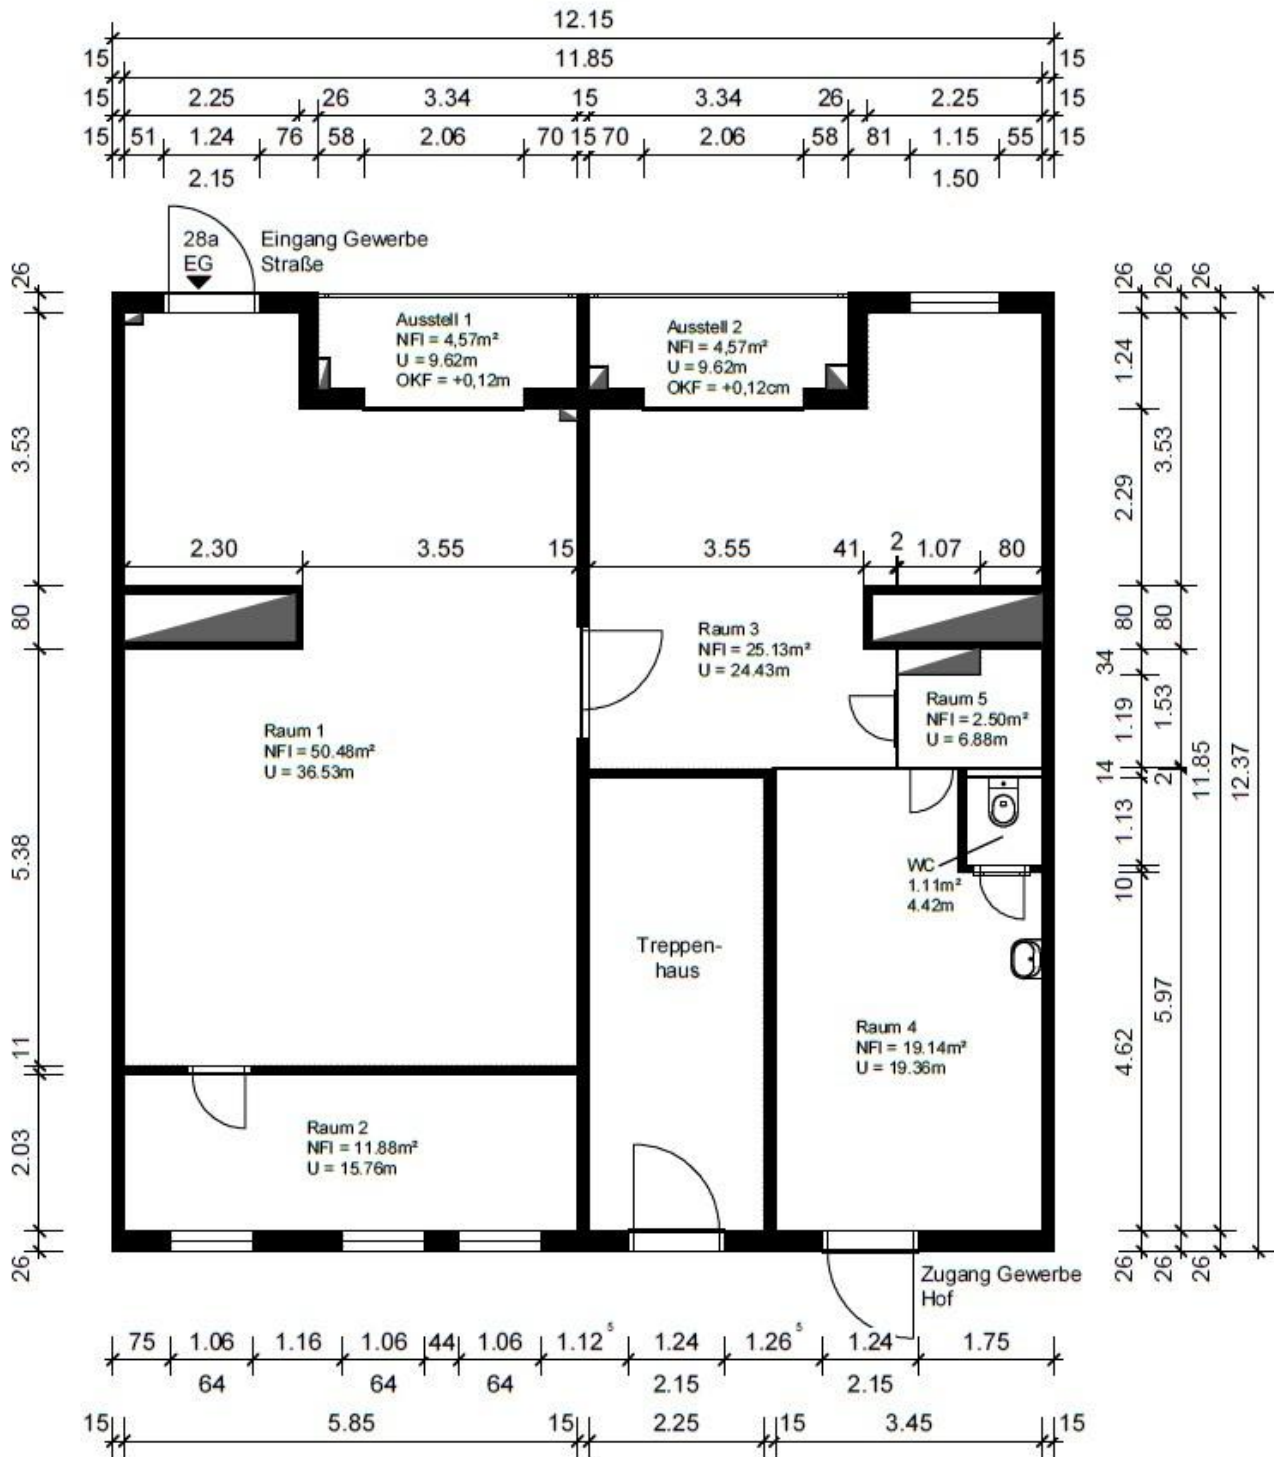 12.15
15 11.85 15
15 2.25 26 3.34 15 3.34 26 2.25 15
15 51 1.24 76 58 2.06 70 15 70 2.06 58 81 1.15 55 15
2.15 1.50
28a
EG
Eingang Gewerbe
Straße
26 26 26 26
Ausstell 1
NFl = 4,57m²
U = 9.62m
OKF = +0,12m
Ausstell 2
NFl = 4,57m²
U = 9.62m
OKF = +0,12cm
1.24
3.53 2.29 3.53
2.30 3.55 15 3.55 41 2 1.07 80
80 80 80
Raum 3
NFl = 25.13m²
U = 24.43m
34
Raum 5
NFl = 2.50m²
U = 6.88m
1.19 1.53
Raum 1
NFl = 50.48m²
U = 36.53m
14 2 11.85 12.37
1.13
5.38
WC
1.11m²
4.42m
10
Treppen-
haus
5.97
Raum 4
NFl = 19.14m²
U = 19.36m
4.62
11
Raum 2
NFl = 11.88m²
U = 15.76m
2.03
26 26 26 26
Zugang Gewerbe
Hof
75 1.06 1.16 1.06 44 1.06 1.12⁵ 1.24 1.26⁵ 1.24 1.75
64 64 64 2.15 2.15
15 5.85 15 2.25 15 3.45 15